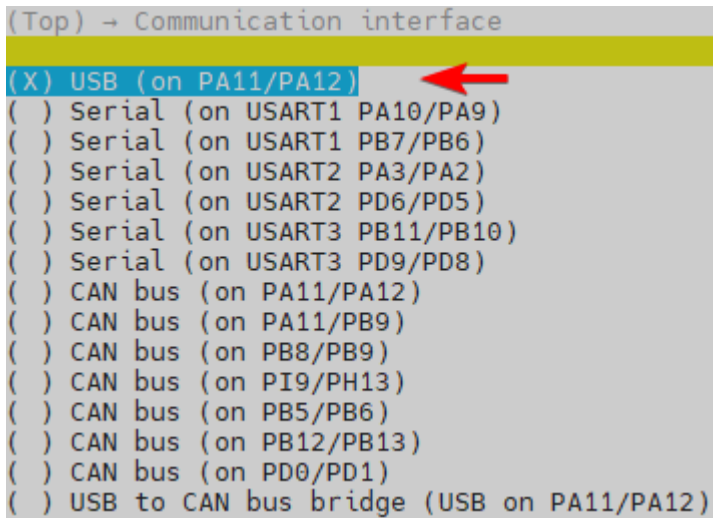 (Top) → Communication interface
(X) USB (on PA11/PA12)
( ) Serial (on USART1 PA10/PA9)
( ) Serial (on USART1 PB7/PB6)
( ) Serial (on USART2 PA3/PA2)
( ) Serial (on USART2 PD6/PD5)
( ) Serial (on USART3 PB11/PB10)
( ) Serial (on USART3 PD9/PD8)
( ) CAN bus (on PA11/PA12)
( ) CAN bus (on PA11/PB9)
( ) CAN bus (on PB8/PB9)
( ) CAN bus (on PI9/PH13)
( ) CAN bus (on PB5/PB6)
( ) CAN bus (on PB12/PB13)
( ) CAN bus (on PD0/PD1)
( ) USB to CAN bus bridge (USB on PA11/PA12)